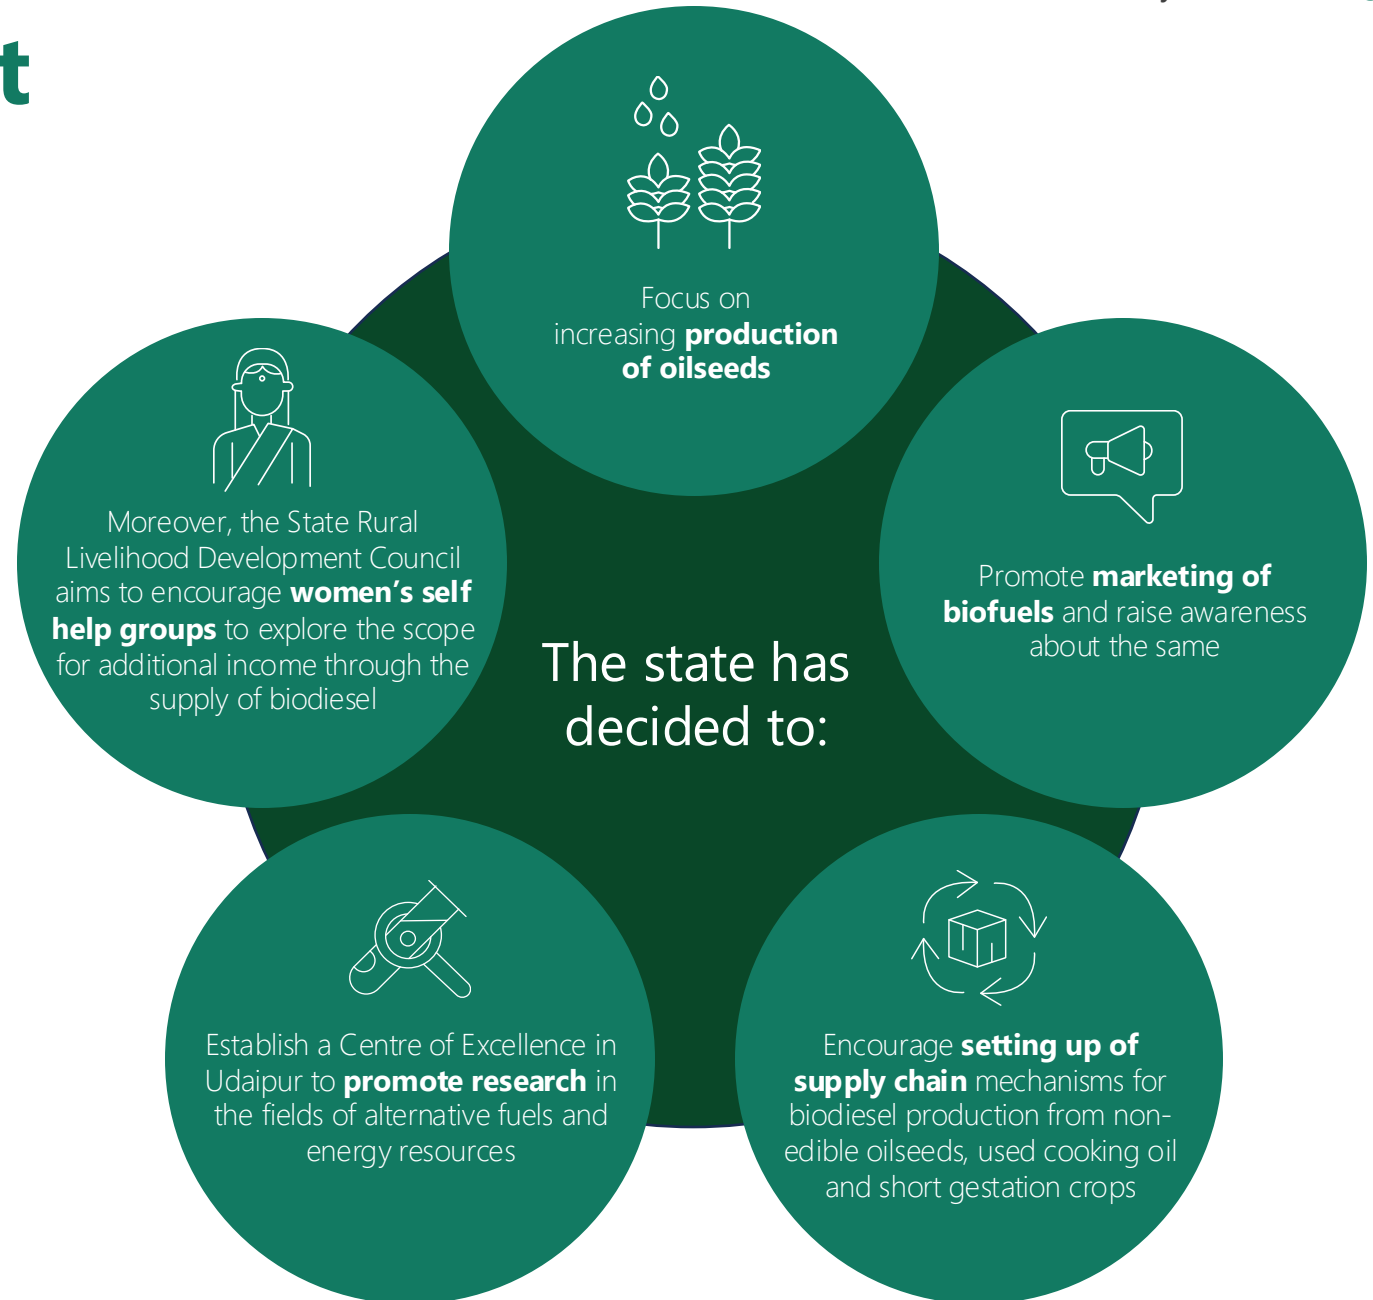 t
Focus on
increasing production
of oilseeds
Promote marketing of
biofuels and raise awareness
about the same
Moreover, the State Rural
Livelihood Development Council
aims to encourage women’s self
help groups to explore the scope
for additional income through the
supply of biodiesel
The state has
decided to:
Establish a Centre of Excellence in
Udaipur to promote research in
the fields of alternative fuels and
energy resources
Encourage setting up of
supply chain mechanisms for
biodiesel production from non-
edible oilseeds, used cooking oil
and short gestation crops